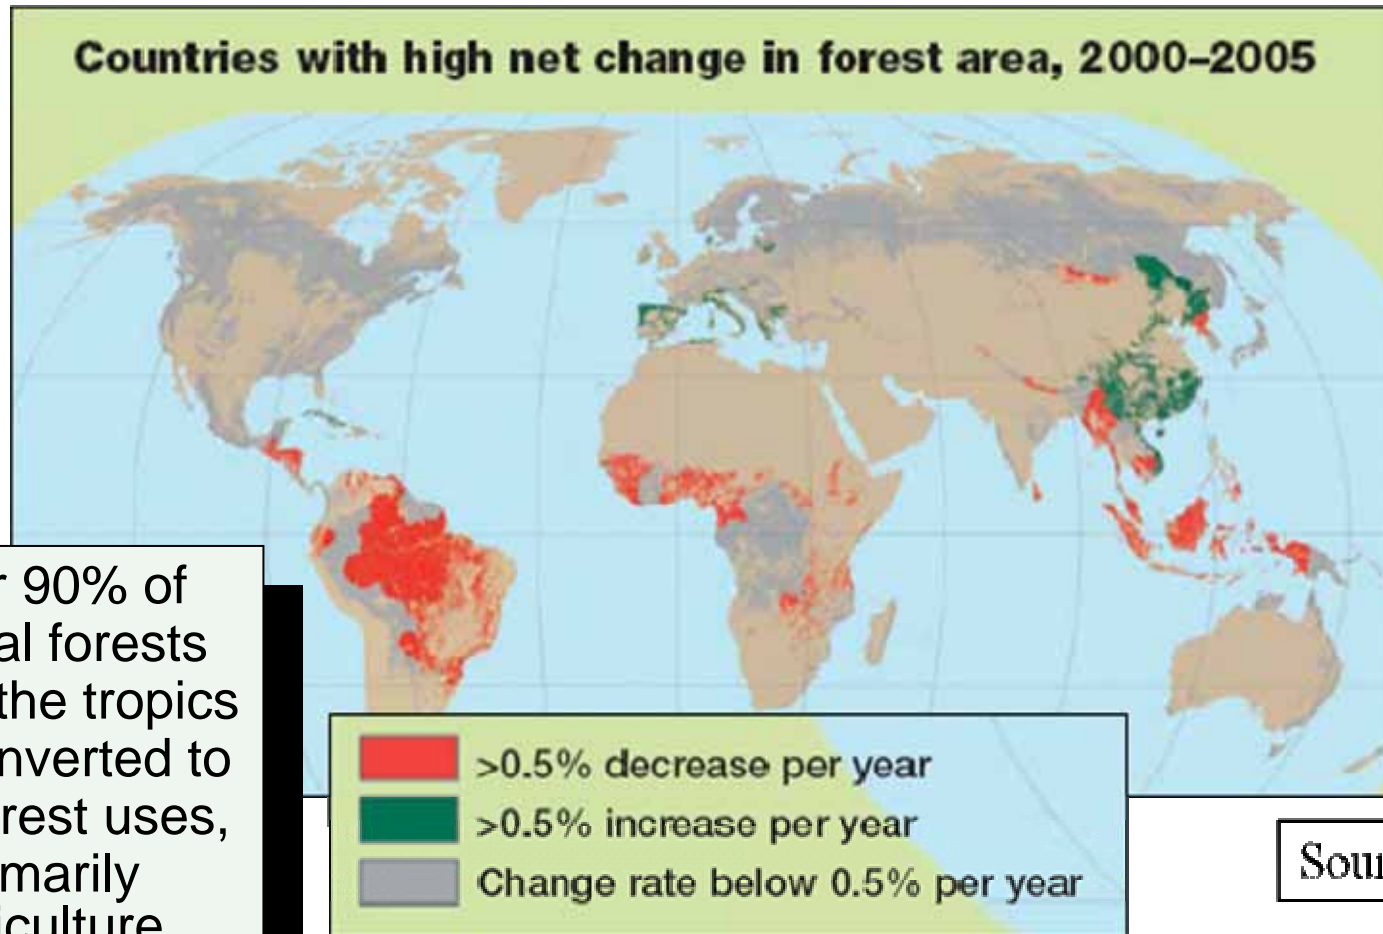 Countries with high net change in forest area, 2000–2005
r 90% of
al forests
the tropics
nverted to
rest uses,
marily
iculture
>0.5% decrease per year
>0.5% increase per year
Change rate below 0.5% per year
Sour